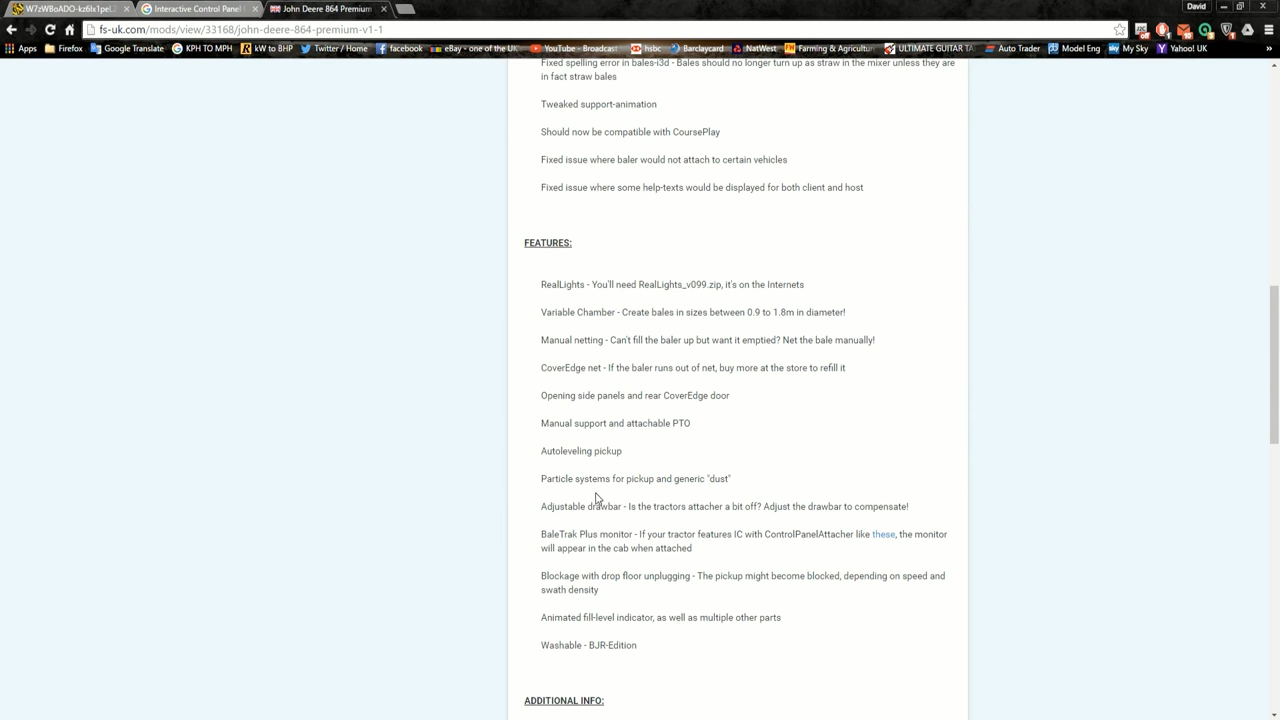 W7zWBoADO-kz6lx1peL2
Interactive Control Panel
John Deere 864 Premium
David
fs-uk.com/mods/view/33168/john-deere-864-premium-v1-1
Apps Firefox Google Translate KPH TO MPH kW to BHP Twitter / Home facebook eBay - one of the UK YouTube - Broadcast hsbc Barclaycard NatWest Farming & Agricultu ULTIMATE GUITAR TA Auto Trader Model Eng My Sky Yahoo! UK
Fixed spelling error in bales-i3d - Bales should no longer turn up as straw in the mixer unless they are
in fact straw bales
Tweaked support-animation
Should now be compatible with CoursePlay
Fixed issue where baler would not attach to certain vehicles
Fixed issue where some help-texts would be displayed for both client and host
FEATURES:
RealLights - You'll need RealLights_v099.zip, it's on the Internets
Variable Chamber - Create bales in sizes between 0.9 to 1.8m in diameter!
Manual netting - Can't fill the baler up but want it emptied? Net the bale manually!
CoverEdge net - If the baler runs out of net, buy more at the store to refill it
Opening side panels and rear CoverEdge door
Manual support and attachable PTO
Autoleveling pickup
Particle systems for pickup and generic "dust"
Adjustable drawbar - Is the tractors attacher a bit off? Adjust the drawbar to compensate!
BaleTrak Plus monitor - If your tractor features IC with ControlPanelAttacher like these, the monitor
will appear in the cab when attached
Blockage with drop floor unplugging - The pickup might become blocked, depending on speed and
swath density
Animated fill-level indicator, as well as multiple other parts
Washable - BJR-Edition
ADDITIONAL INFO: